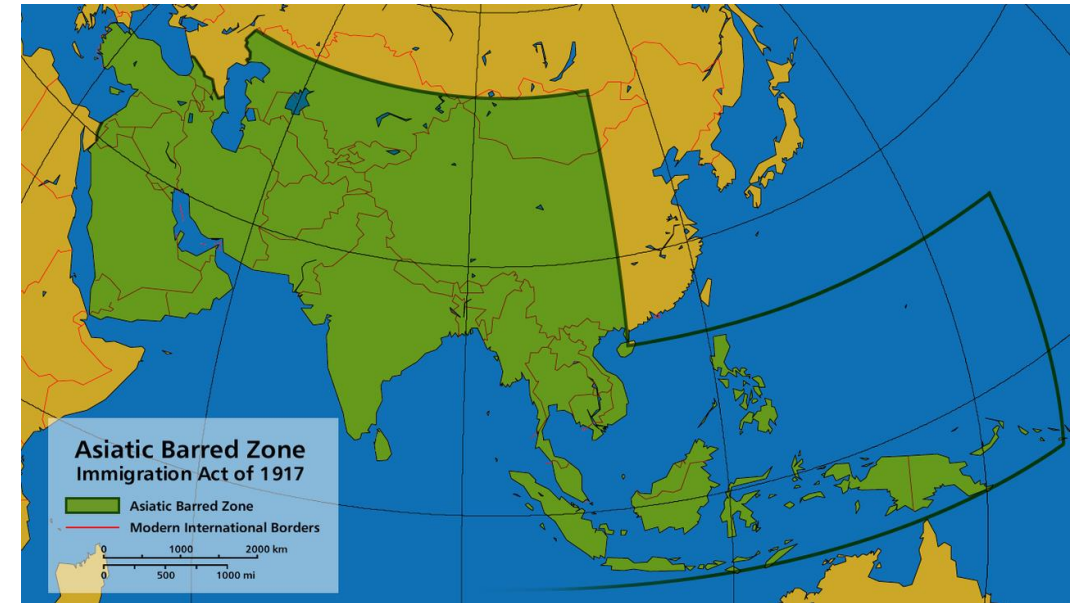 Asiatic Barred Zone
Immigration Act of 1917
Asiatic Barred Zone
Modern International Borders
0 1000 2000 km
0 500 1000 mi